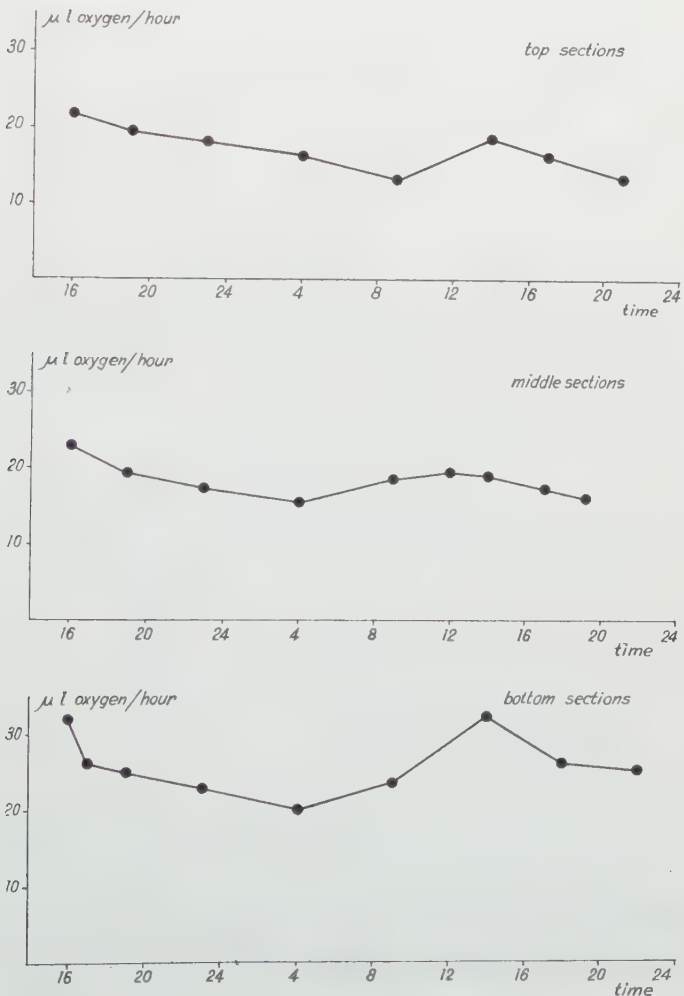 μ l oxygen/hour
top sections
30
20
10
16 20 24 4 8 12 16 20 24
time
μ l oxygen/hour
middle sections
30
20
10
16 20 24 4 8 12 16 20 24
time
μ l oxygen/hour
bottom sections
30
20
10
16 20 24 4 8 12 16 20 24
time